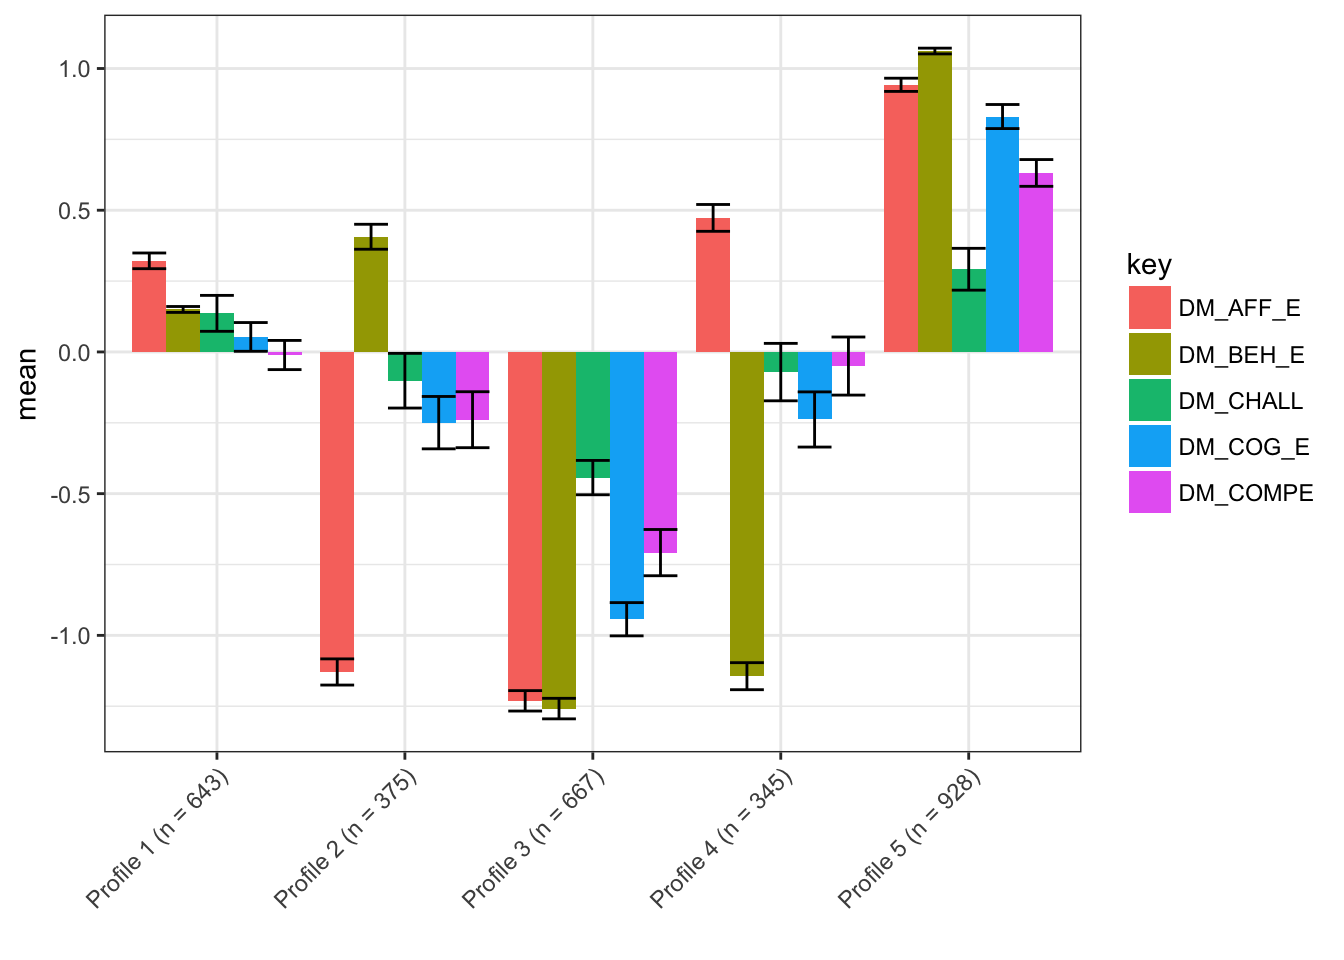 mean
1.0
0.5
0.0
-0.5
-1.0
Profile 1 (n = 643)
Profile 2 (n = 375)
Profile 3 (n = 667)
Profile 4 (n = 345)
Profile 5 (n = 928)
key
DM_AFF_E
DM_BEH_E
DM_CHALL
DM_COG_E
DM_COMPE